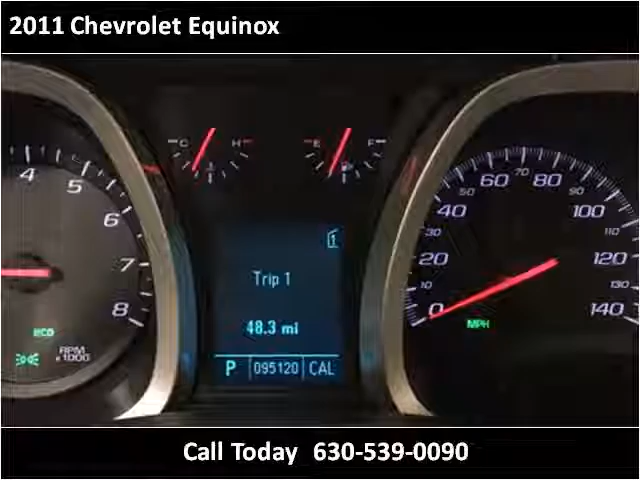 2011 Chevrolet Equinox
C H E F
4 5 6 7 8
ECO
RPM
x1000
1
Trip 1
48.3 mi
P 095120 CAL
0 10 20 30 40 50 60 70 80 90 100 110 120 130 140
MPH
Call Today 630-539-0090